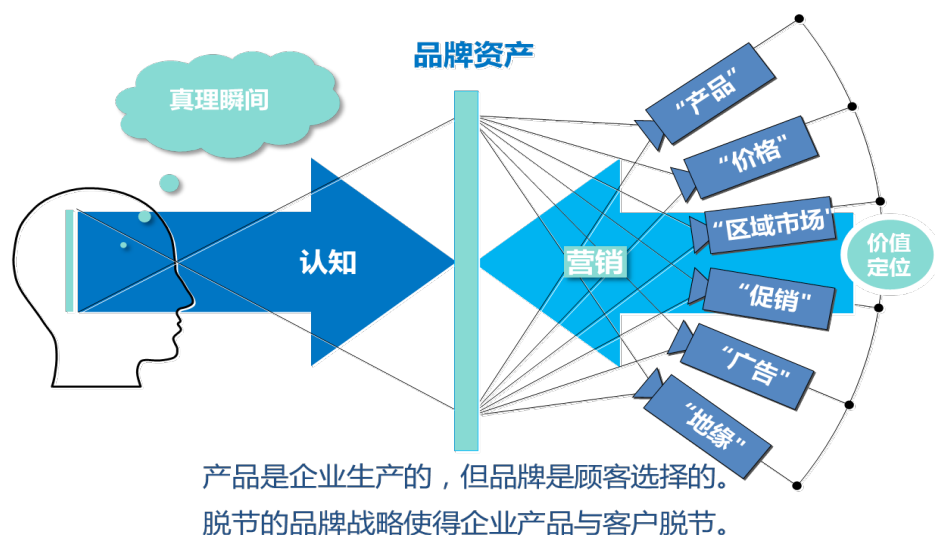 品牌资产
真理瞬间
认知
营销
“产品"
“价格"
“区域市场"
“促销"
“广告"
“地缘"
价值
定位
产品是企业生产的，但品牌是顾客选择的。
脱节的品牌战略使得企业产品与客户脱节。